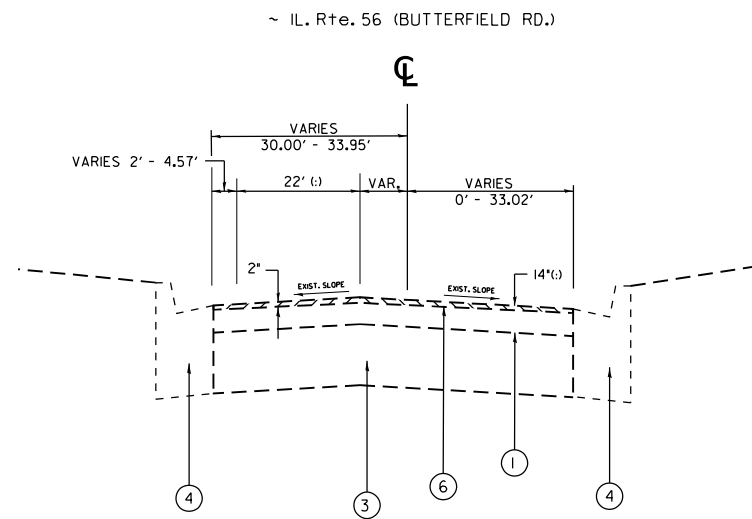 ~ IL. Rte. 56 (BUTTERFIELD RD.)
℄
VARIES
30.00' - 33.95'
VARIES 2' - 4.57'
22' (:)
VAR.
VARIES
0' - 33.02'
2"
EXIST. SLOPE
EXIST. SLOPE
14"(:)
4
3
6
1
4